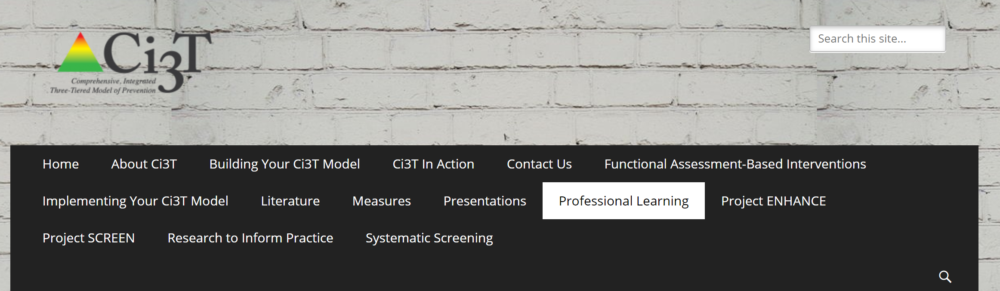 Ci3T
Comprehensive, Integrated
Three-Tiered Model of Prevention
Search this site...
Home About Ci3T Building Your Ci3T Model Ci3T In Action Contact Us Functional Assessment-Based Interventions
Implementing Your Ci3T Model Literature Measures Presentations Professional Learning Project ENHANCE
Project SCREEN Research to Inform Practice Systematic Screening